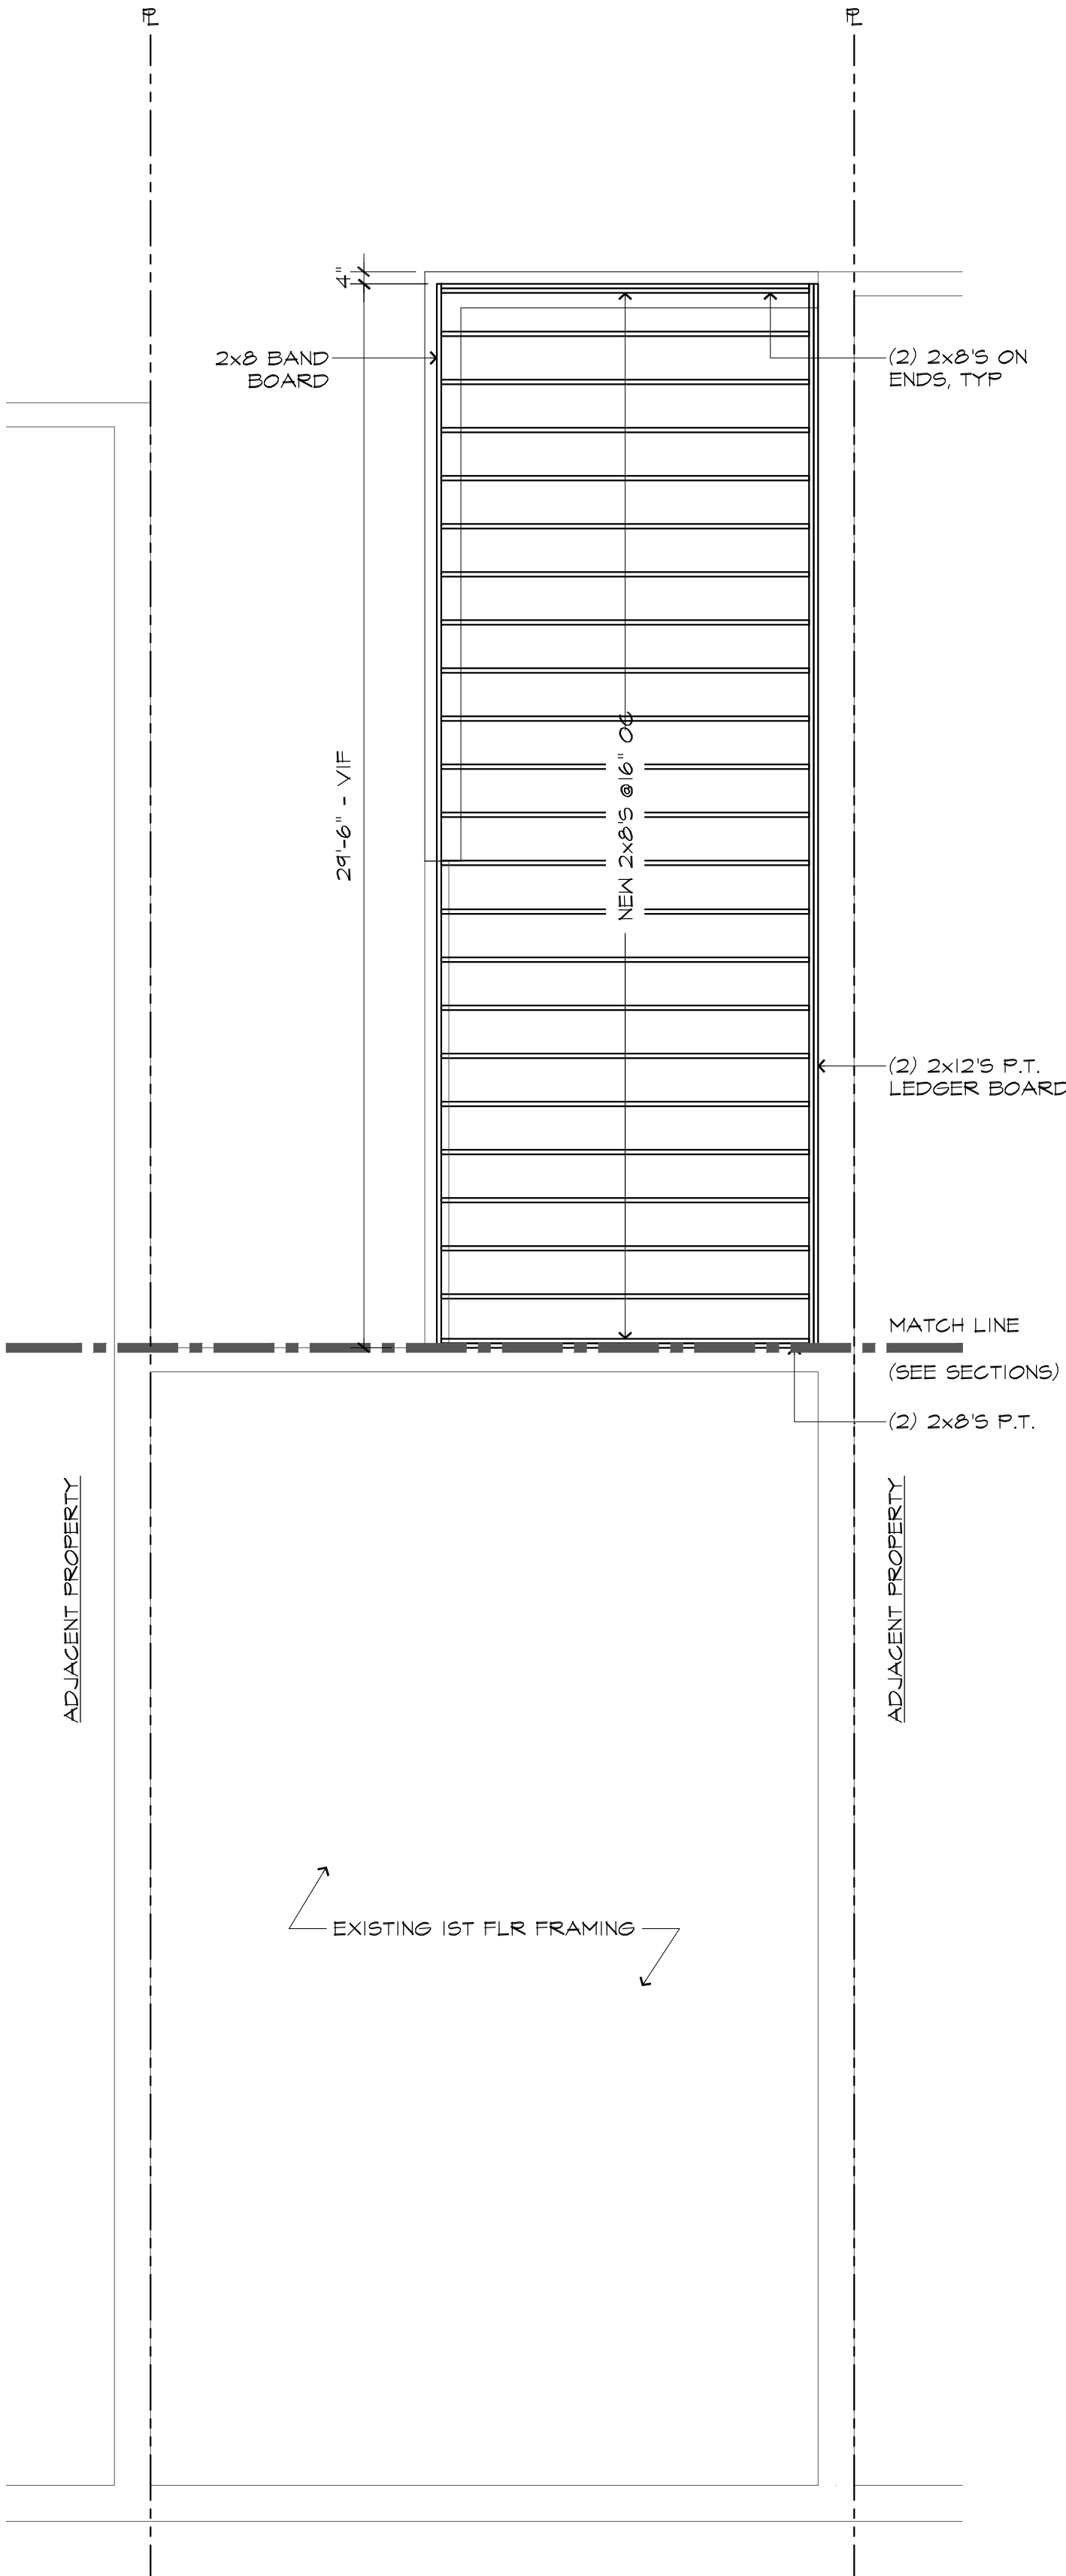 PL
PL
4"
2x8 BAND
BOARD
(2) 2x8'S ON
ENDS, TYP
29'-6" - VIF
NEW 2x8'S @16" OC
(2) 2x12'S P.T.
LEDGER BOARD
MATCH LINE
(SEE SECTIONS)
(2) 2x8'S P.T.
ADJACENT PROPERTY
ADJACENT PROPERTY
EXISTING 1ST FLR FRAMING